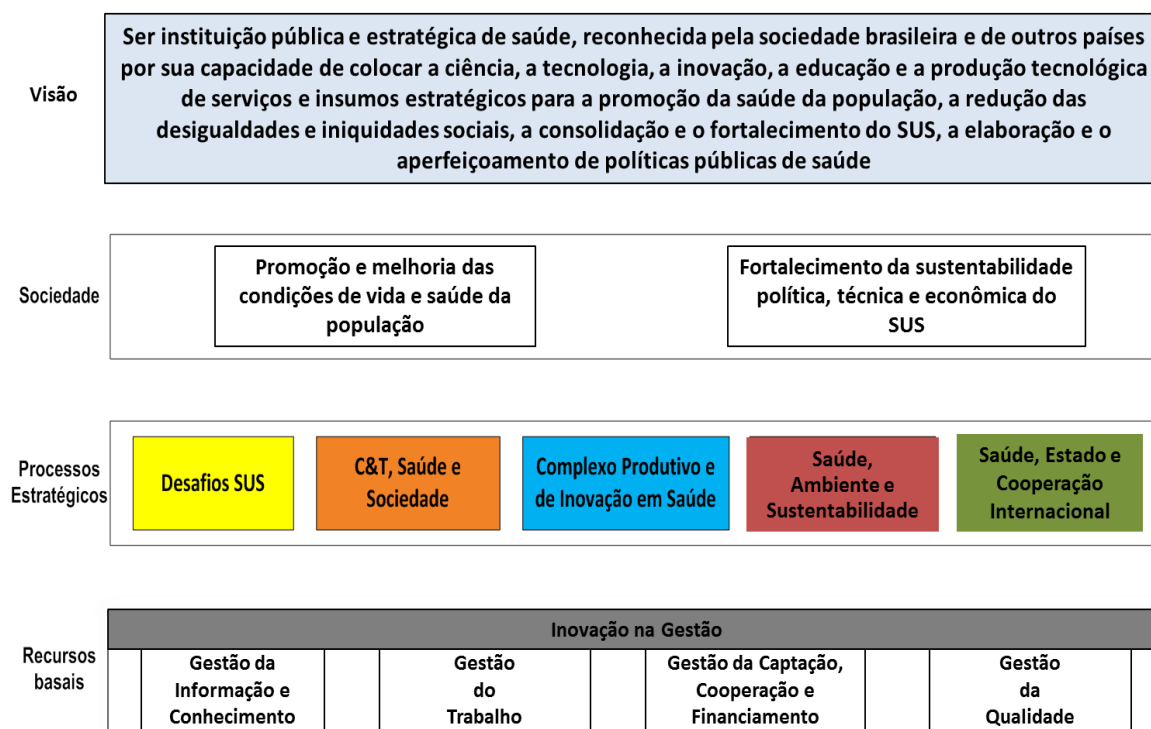 Visão
Ser instituição pública e estratégica de saúde, reconhecida pela sociedade brasileira e de outros países
por sua capacidade de colocar a ciência, a tecnologia, a inovação, a educação e a produção tecnológica
de serviços e insumos estratégicos para a promoção da saúde da população, a redução das
desigualdades e iniquidades sociais, a consolidação e o fortalecimento do SUS, a elaboração e o
aperfeiçoamento de políticas públicas de saúde
Sociedade
Promoção e melhoria das
condições de vida e saúde da
população
Fortalecimento da sustentabilidade
política, técnica e econômica do
SUS
Processos
Estratégicos
Desafios SUS
C&T, Saúde e
Sociedade
Complexo Produtivo e
de Inovação em Saúde
Saúde,
Ambiente e
Sustentabilidade
Saúde, Estado e
Cooperação
Internacional
Recursos
basais
Inovação na Gestão
Gestão da
Informação e
Conhecimento
Gestão
do
Trabalho
Gestão da Captação,
Cooperação e
Financiamento
Gestão
da
Qualidade